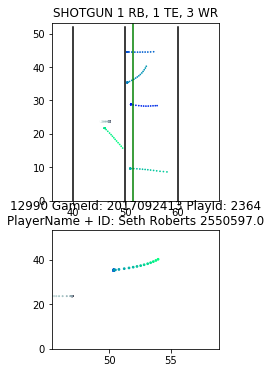 SHOTGUN 1 RB, 1 TE, 3 WR
50
40
30
20
10
0
40 50 60
12990 GameId: 2017092413 PlayId: 2364
PlayerName + ID: Seth Roberts 2550597.0
40
20
0
50 55